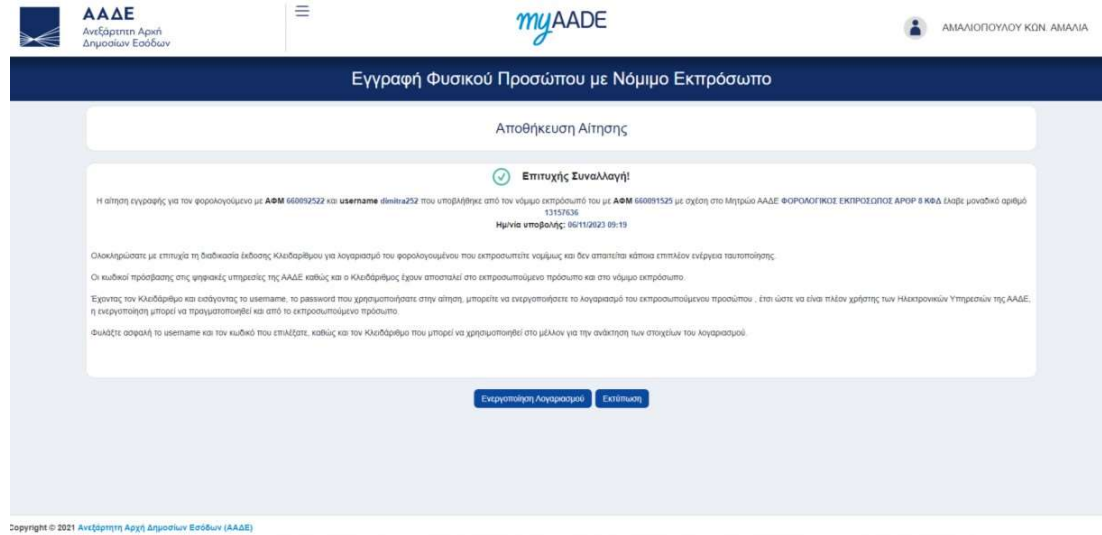 ΑΑΔΕ
Ανεξάρτητη Αρχή
Δημοσίων Εσόδων
myAADE
ΑΜΑΛΙΟΠΟΥΛΟΥ ΚΩΝ. ΑΜΑΛΙΑ
Εγγραφή Φυσικού Προσώπου με Νόμιμο Εκπρόσωπο
Αποθήκευση Αίτησης
Επιτυχής Συναλλαγή!
Η αίτηση εγγραφής για τον φορολογούμενο με ΑΦΜ 660092522 και username dimitra252 που υποβλήθηκε από τον νόμιμο εκπρόσωπό του με ΑΦΜ 660091525 με σχέση στο Μητρώο ΑΑΔΕ ΦΟΡΟΛΟΓΙΚΟΣ ΕΚΠΡΟΣΩΠΟΣ ΑΡΘΡ 8 ΚΦΔ έλαβε μοναδικό αριθμό
13157636
Ημ/νία υποβολής: 06/11/2023 09:19
Ολοκληρώσατε με επιτυχία τη διαδικασία έκδοσης Κλειδαρίθμου για λογαριασμό του φορολογουμένου που εκπροσωπείτε νομίμως και δεν απαιτείται κάποια επιπλέον ενέργεια ταυτοποίησης.
Οι κωδικοί πρόσβασης στις ψηφιακές υπηρεσίες της ΑΑΔΕ καθώς και ο Κλειδάριθμος έχουν αποσταλεί στο εκπροσωπούμενο πρόσωπο και στο νόμιμο εκπρόσωπο.
Έχοντας τον Κλειδάριθμο και εισάγοντας το username, το password που χρησιμοποιήσατε στην αίτηση, μπορείτε να ενεργοποιήσετε το λογαριασμό του εκπροσωπούμενου προσώπου , έτσι ώστε να είναι πλέον χρήστης των Ηλεκτρονικών Υπηρεσιών της ΑΑΔΕ,
η ενεργοποίηση μπορεί να πραγματοποιηθεί και από το εκπροσωπούμενο πρόσωπο.
Φυλάξτε ασφαλή το username και τον κωδικό που επιλέξατε, καθώς και τον Κλειδάριθμο που μπορεί να χρησιμοποιηθεί στο μέλλον για την ανάκτηση των στοιχείων του λογαριασμού.
Ενεργοποίηση Λογαριασμού Εκτύπωση
Copyright © 2021 Ανεξάρτητη Αρχή Δημοσίων Εσόδων (ΑΑΔΕ)